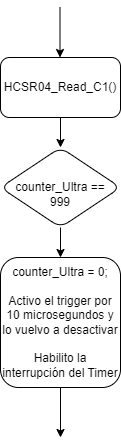 HCSR04_Read_C1()
counter_Ultra ==
999
counter_Ultra = 0;
Activo el trigger por
10 microsegundos y
lo vuelvo a desactivar
Habilito la
interrupción del Timer